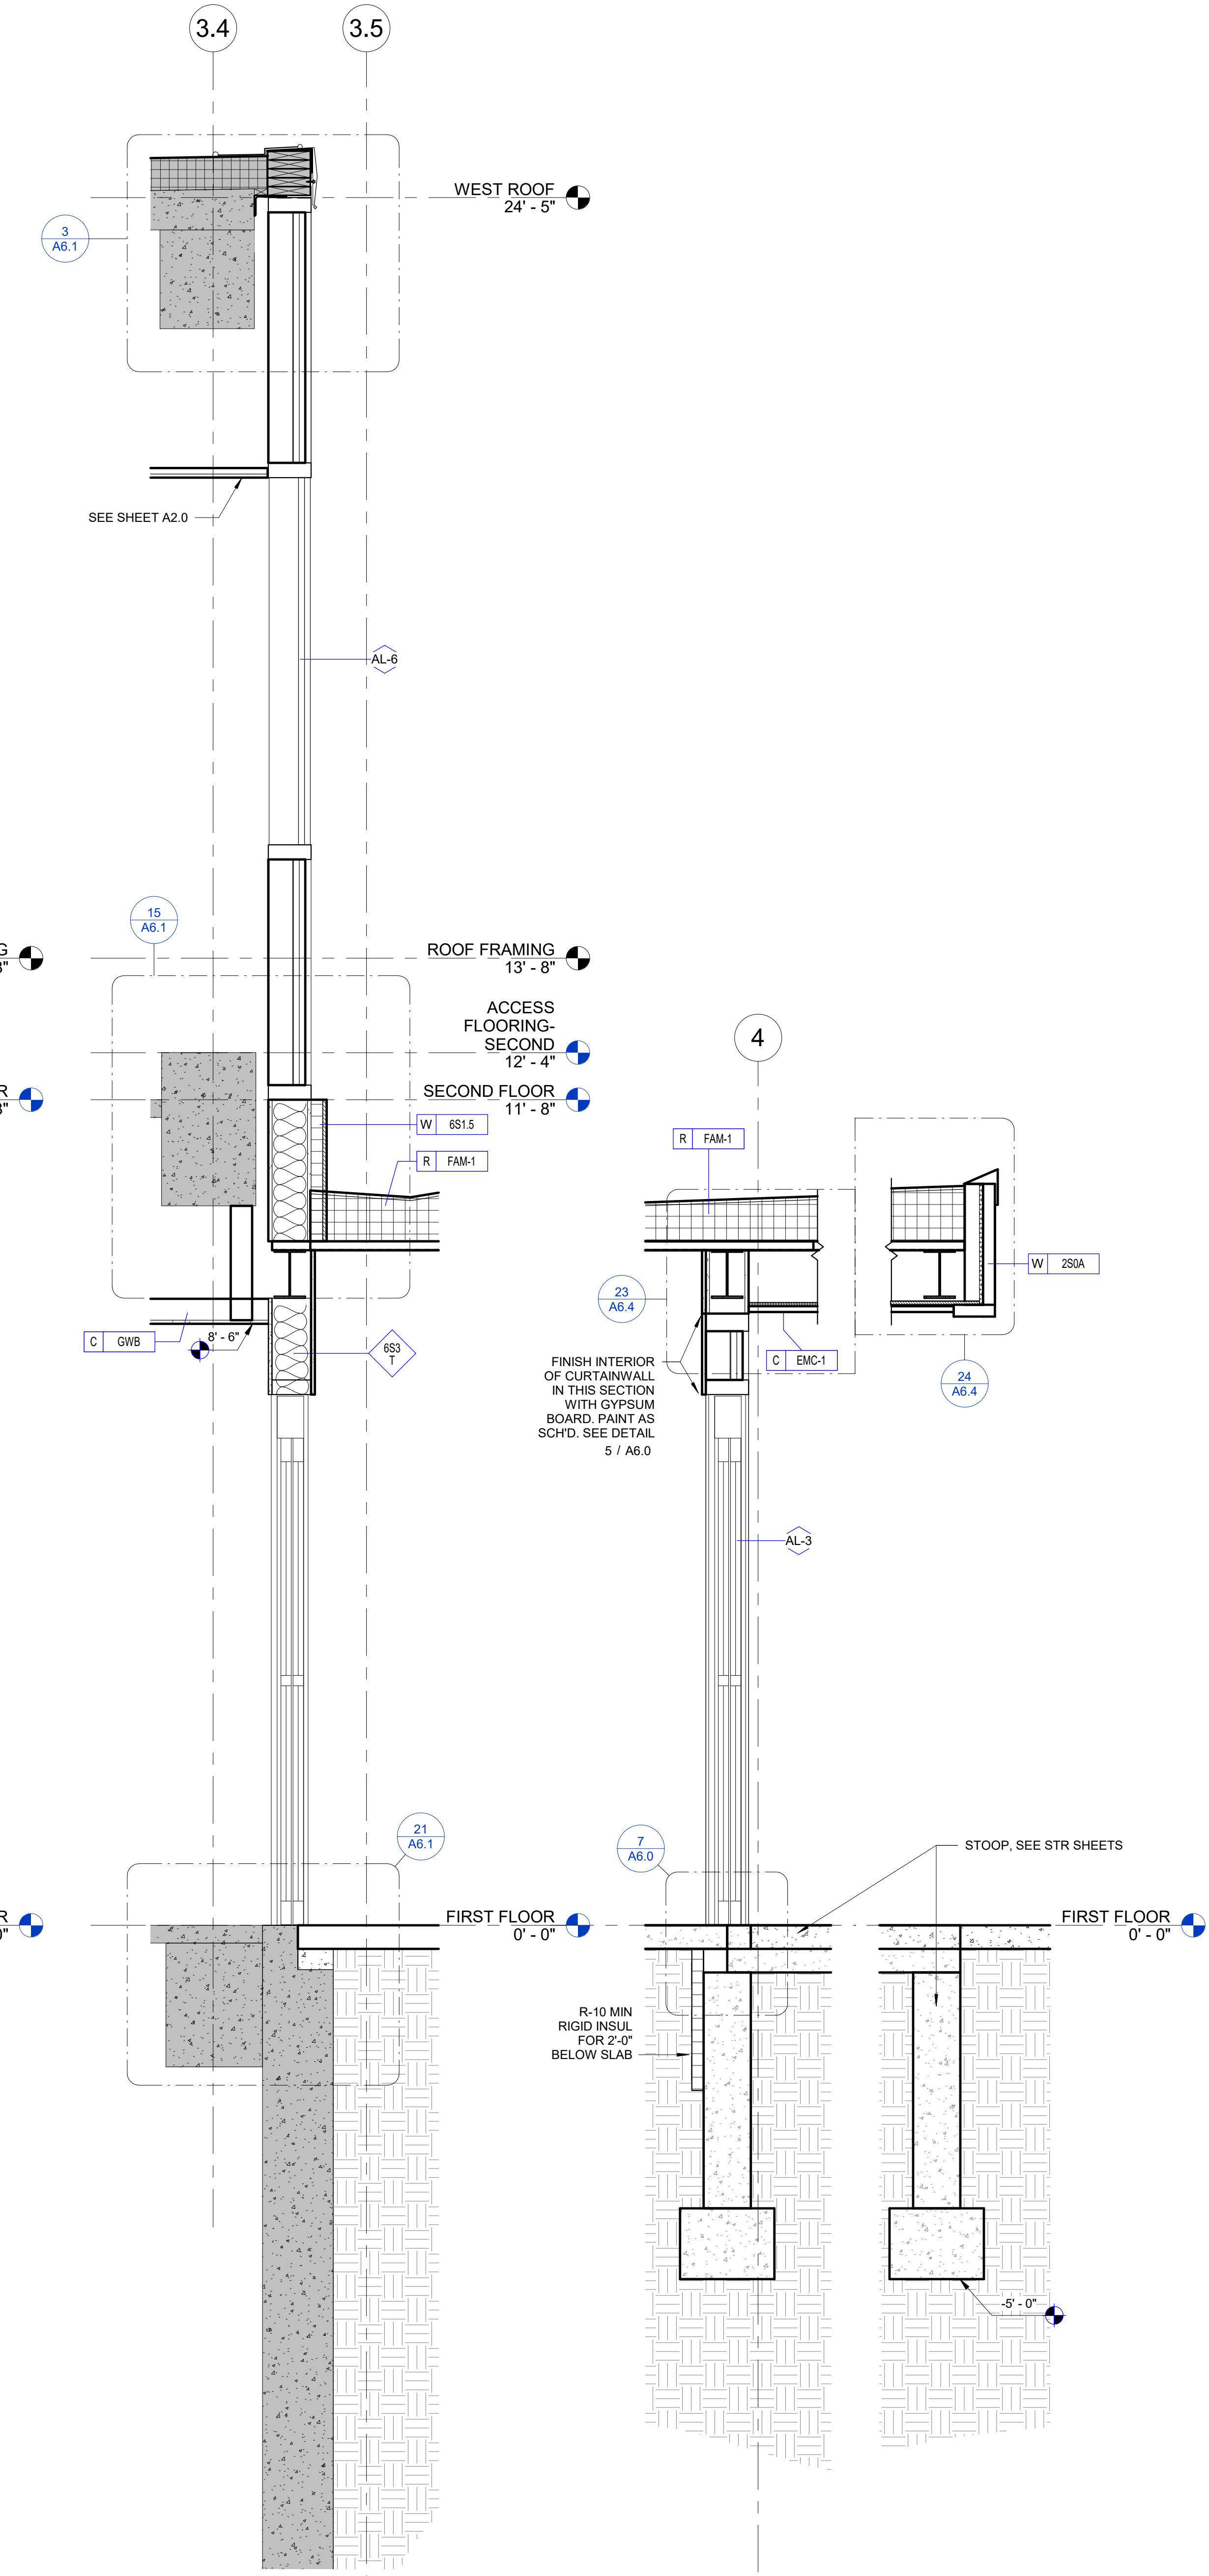 3.4
3.5
WEST ROOF
24' - 5"
3
A6.1
SEE SHEET A2.0
AL-6
15
A6.1
ROOF FRAMING
13' - 8"
ACCESS
FLOORING-
SECOND
12' - 4"
SECOND FLOOR
11' - 8"
4
W 6S1.5
R FAM-1
R FAM-1
W 2S0A
23
A6.4
C GWB
8' - 6"
6S3
T
FINISH INTERIOR
OF CURTAINWALL
IN THIS SECTION
WITH GYPSUM
BOARD. PAINT AS
SCH'D. SEE DETAIL
5 / A6.0
C EMC-1
24
A6.4
AL-3
21
A6.1
7
A6.0
STOOP, SEE STR SHEETS
FIRST FLOOR
0' - 0"
FIRST FLOOR
0' - 0"
R-10 MIN
RIGID INSUL
FOR 2'-0"
BELOW SLAB
-5' - 0"